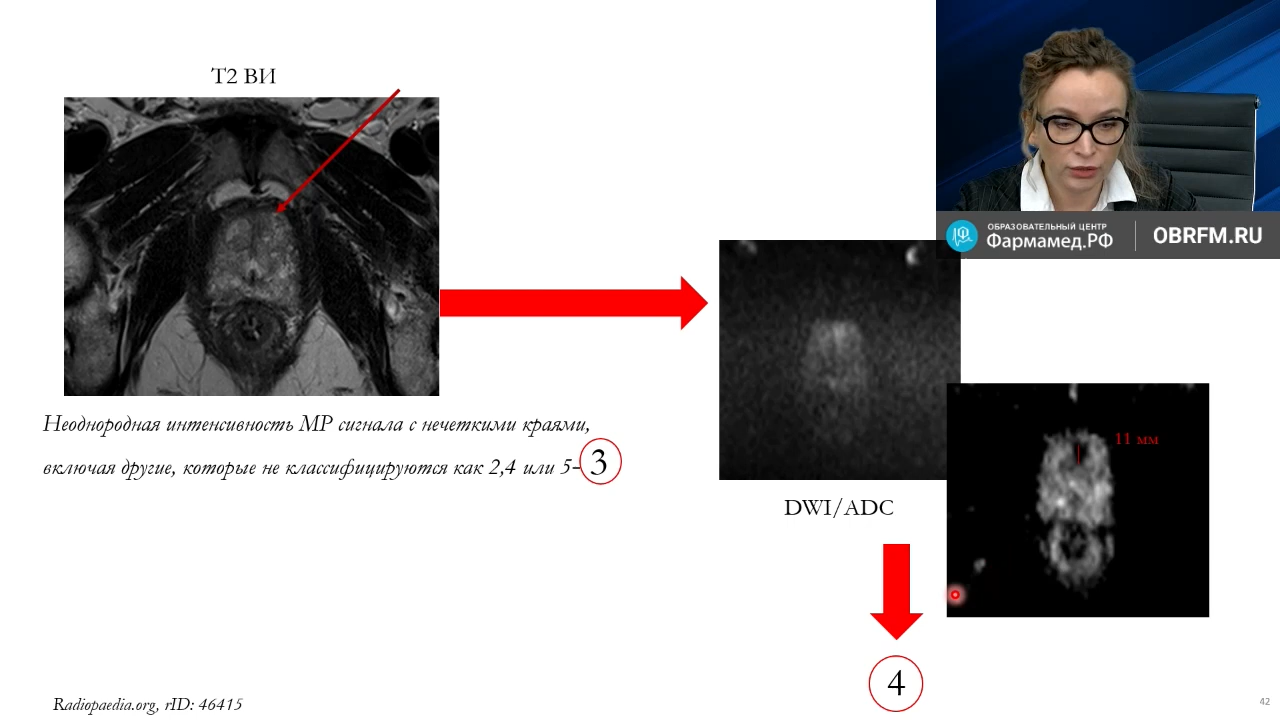 Т2 ВИ
ОБРАЗОВАТЕЛЬНЫЙ ЦЕНТР
Фармамед.РФ
OBRFM.RU
Неоднородная интенсивность МР сигнала с нечеткими краями,
включая другие, которые не классифицируются как 2,4 или 5- 3
11 мм
DWI/ADC
4
Radiopaedia.org, rID: 46415
42